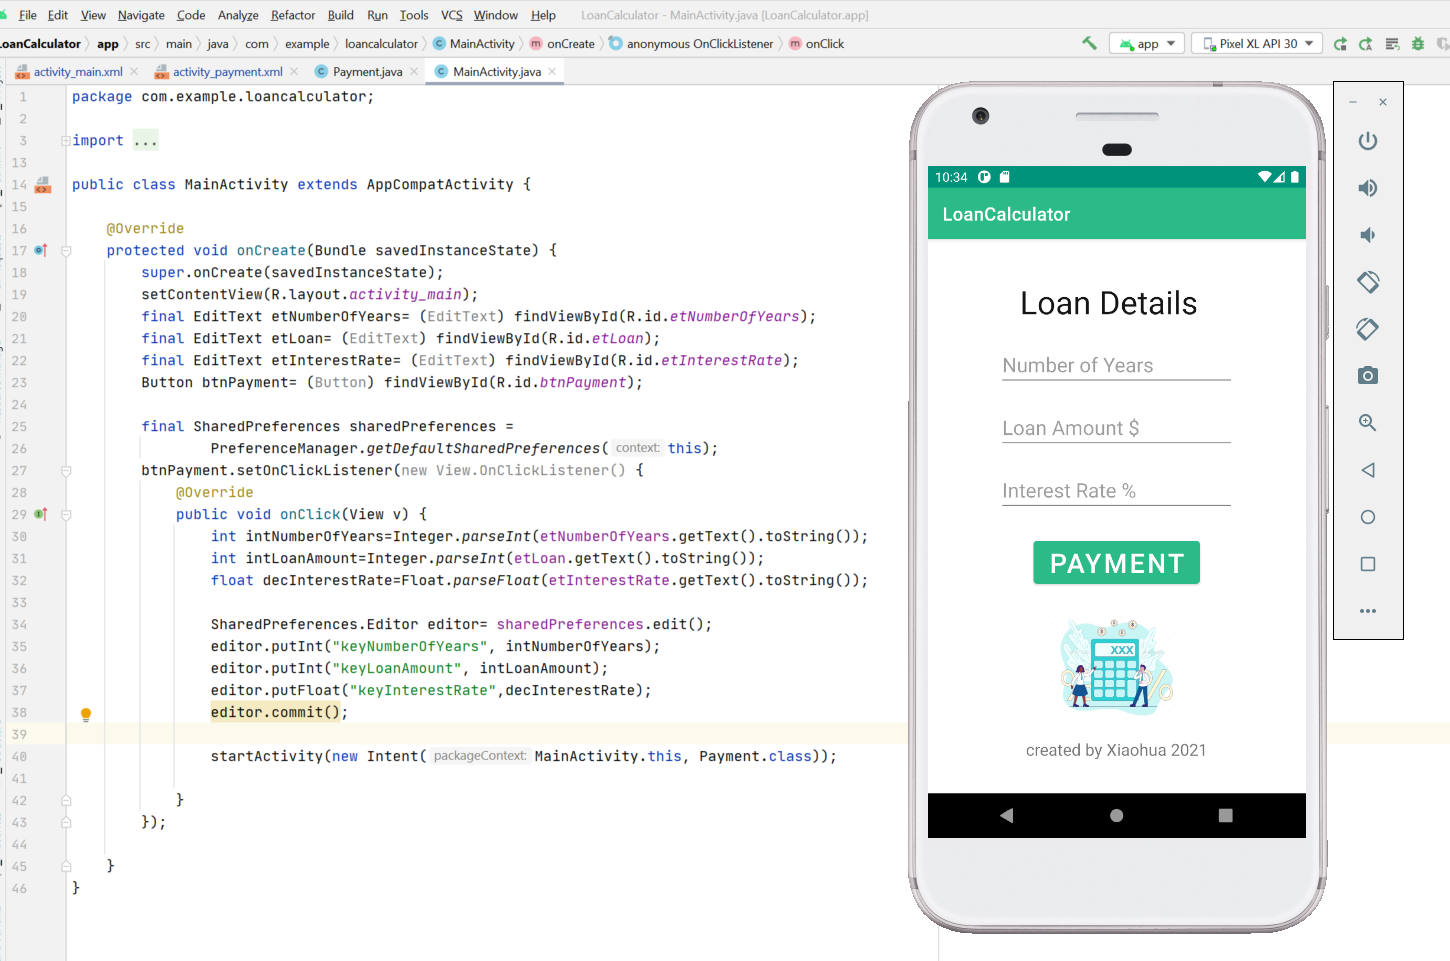 File Edit View Navigate Code Analyze Refactor Build Run Tools VCS Window Help LoanCalculator - MainActivity.java [LoanCalculator.app]
LoanCalculator app src main java com example loancalculator MainActivity onCreate anonymous OnClickListener onClick app Pixel XL API 30
activity_main.xml activity_payment.xml Payment.java MainActivity.java
1 package com.example.loancalculator;
2
3 import ...
13
14 public class MainActivity extends AppCompatActivity {
15
16 @Override
17 protected void onCreate(Bundle savedInstanceState) {
18 super.onCreate(savedInstanceState);
19 setContentView(R.layout.activity_main);
20 final EditText etNumberOfYears= (EditText) findViewById(R.id.etNumberOfYears);
21 final EditText etLoan= (EditText) findViewById(R.id.etLoan);
22 final EditText etInterestRate= (EditText) findViewById(R.id.etInterestRate);
23 Button btnPayment= (Button) findViewById(R.id.btnPayment);
24
25 final SharedPreferences sharedPreferences =
26 PreferenceManager.getDefaultSharedPreferences( context: this);
27 btnPayment.setOnClickListener(new View.OnClickListener() {
28 @Override
29 public void onClick(View v) {
30 int intNumberOfYears=Integer.parseInt(etNumberOfYears.getText().toString());
31 int intLoanAmount=Integer.parseInt(etLoan.getText().toString());
32 float decInterestRate=Float.parseFloat(etInterestRate.getText().toString());
33
34 SharedPreferences.Editor editor= sharedPreferences.edit();
35 editor.putInt("keyNumberOfYears", intNumberOfYears);
36 editor.putInt("keyLoanAmount", intLoanAmount);
37 editor.putFloat("keyInterestRate",decInterestRate);
38 editor.commit();
39
40 startActivity(new Intent( packageContext: MainActivity.this, Payment.class));
41
42 }
43 });
44
45 }
46 }
10:34
LoanCalculator
Loan Details
Number of Years
Loan Amount $
Interest Rate %
PAYMENT
XXX
created by Xiaohua 2021